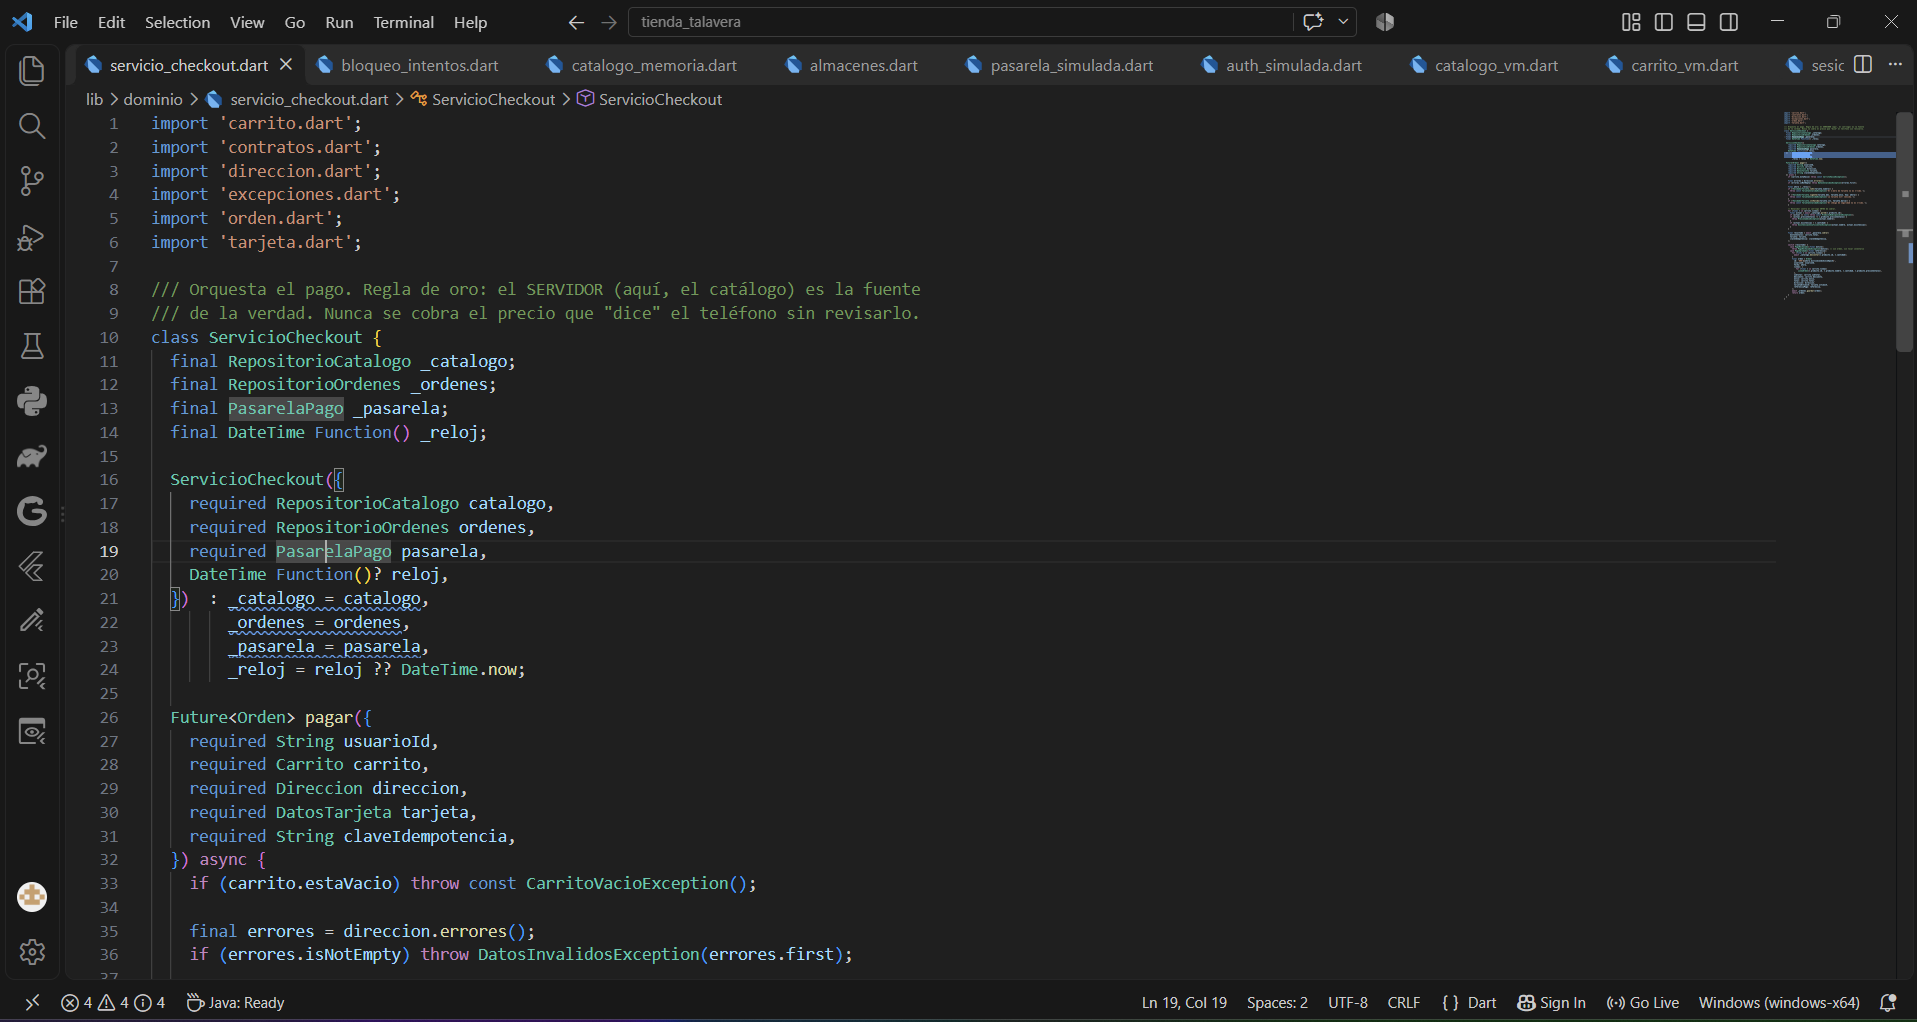 File Edit Selection View Go Run Terminal Help
tienda_talavera
servicio_checkout.dart
bloqueo_intentos.dart
catalogo_memoria.dart
almacenes.dart
pasarela_simulada.dart
auth_simulada.dart
catalogo_vm.dart
carrito_vm.dart
sesic
lib > dominio > servicio_checkout.dart > ServicioCheckout > ServicioCheckout
1 import 'carrito.dart';
2 import 'contratos.dart';
3 import 'direccion.dart';
4 import 'excepciones.dart';
5 import 'orden.dart';
6 import 'tarjeta.dart';
7
8 /// Orquesta el pago. Regla de oro: el SERVIDOR (aquí, el catálogo) es la fuente
9 /// de la verdad. Nunca se cobra el precio que "dice" el teléfono sin revisarlo.
10 class ServicioCheckout {
11 final RepositorioCatalogo _catalogo;
12 final RepositorioOrdenes _ordenes;
13 final PasarelaPago _pasarela;
14 final DateTime Function() _reloj;
15
16 ServicioCheckout({
17 required RepositorioCatalogo catalogo,
18 required RepositorioOrdenes ordenes,
19 required PasarelaPago pasarela,
20 DateTime Function()? reloj,
21 }) : _catalogo = catalogo,
22 _ordenes = ordenes,
23 _pasarela = pasarela,
24 _reloj = reloj ?? DateTime.now;
25
26 Future<Orden> pagar({
27 required String usuarioId,
28 required Carrito carrito,
29 required Direccion direccion,
30 required DatosTarjeta tarjeta,
31 required String claveIdempotencia,
32 }) async {
33 if (carrito.estaVacio) throw const CarritoVacioException();
34
35 final errores = direccion.errores();
36 if (errores.isNotEmpty) throw DatosInvalidosException(errores.first);
37
4 4 4 Java: Ready
Ln 19, Col 19 Spaces: 2 UTF-8 CRLF { } Dart Sign In Go Live Windows (windows-x64)